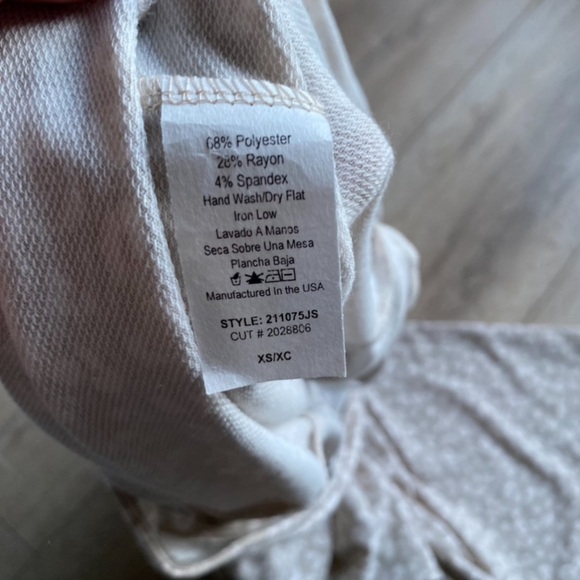 68% Polyester
28% Rayon
4% Spandex
Hand Wash/Dry Flat
Iron Low
Lavado A Manos
Seca Sobre Una Mesa
Plancha Baja
Manufactured In the USA
STYLE: 211075JS
CUT # 2028806
XS/XC